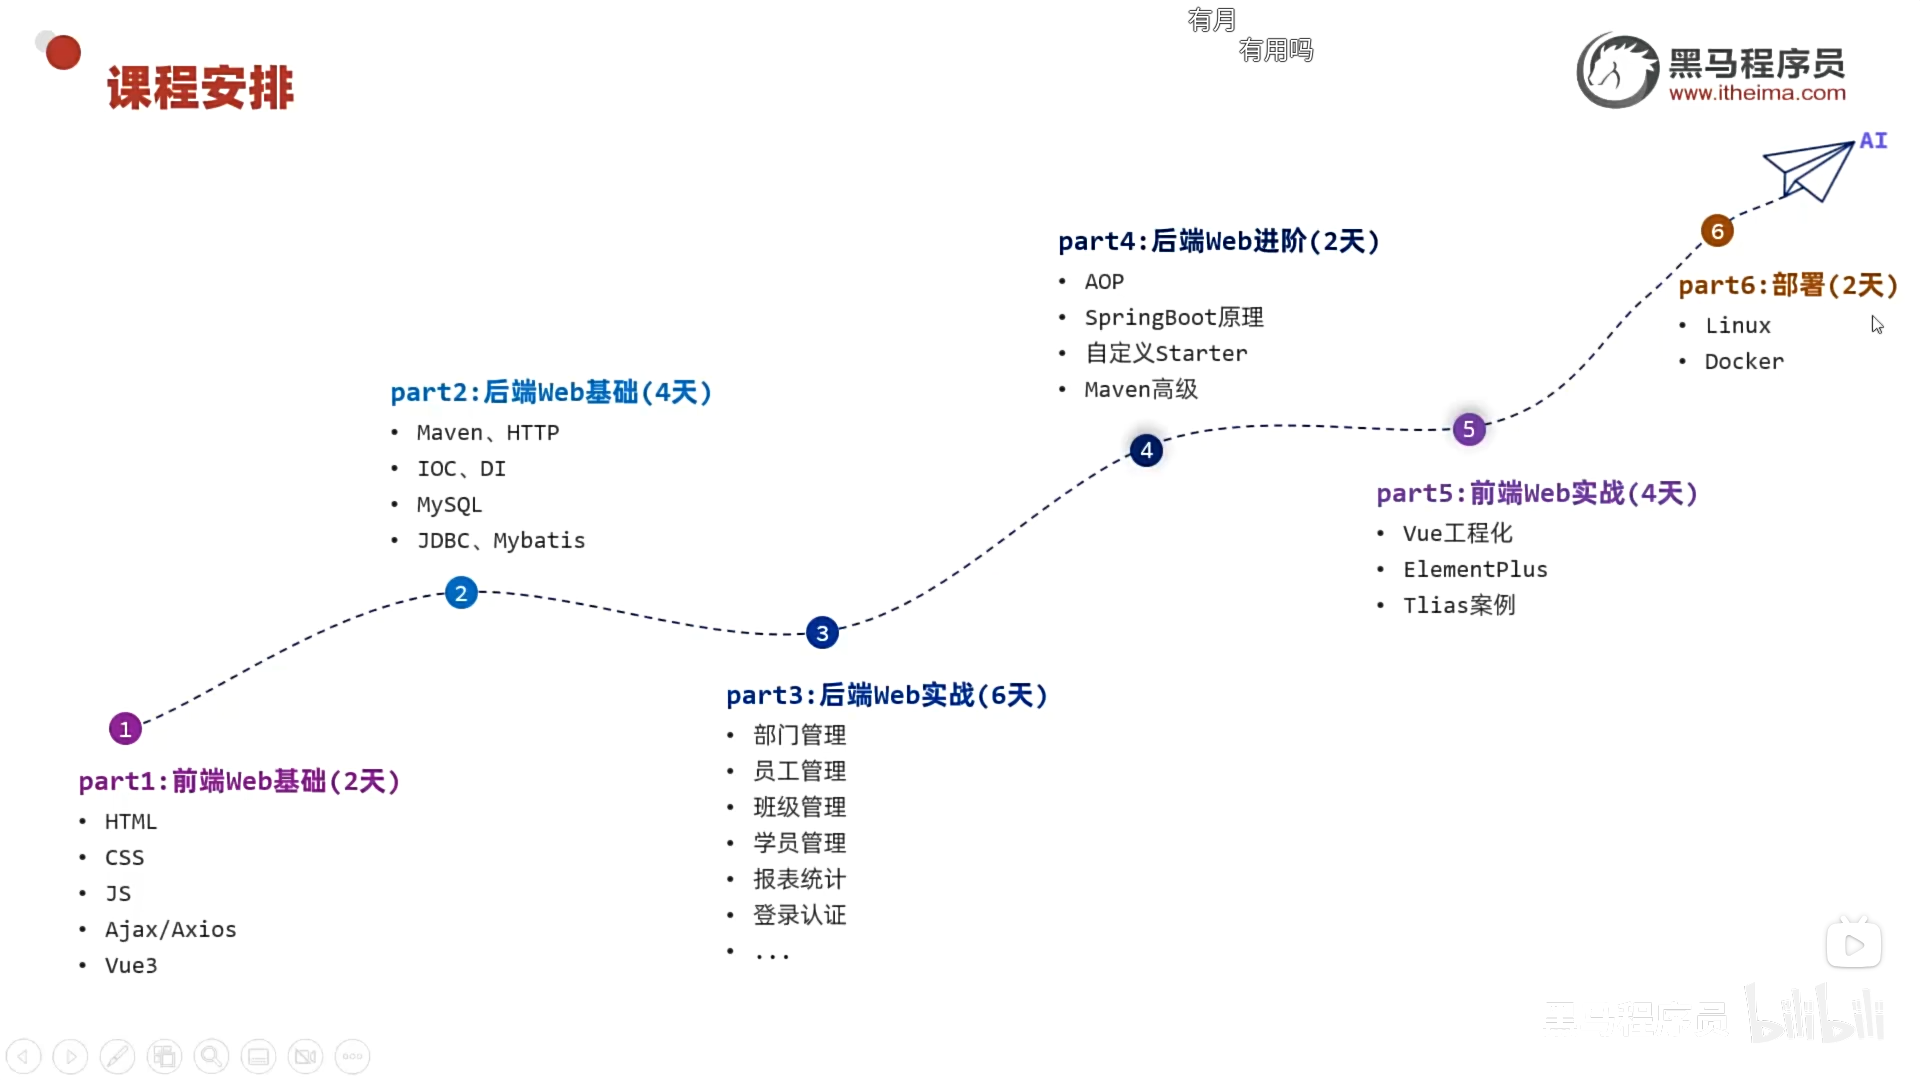 有月
有用吗
课程安排
黑马程序员
www.itheima.com
AI
part1:前端Web基础(2天)
• HTML
• CSS
• JS
• Ajax/Axios
• Vue3
part2:后端Web基础(4天)
• Maven、HTTP
• IOC、DI
• MySQL
• JDBC、Mybatis
part3:后端Web实战(6天)
• 部门管理
• 员工管理
• 班级管理
• 学员管理
• 报表统计
• 登录认证
• ...
part4:后端Web进阶(2天)
• AOP
• SpringBoot原理
• 自定义Starter
• Maven高级
part5:前端Web实战(4天)
• Vue工程化
• ElementPlus
• Tlias案例
part6:部署(2天)
• Linux
• Docker
1
2
3
4
5
6
黑马程序员 bilibili